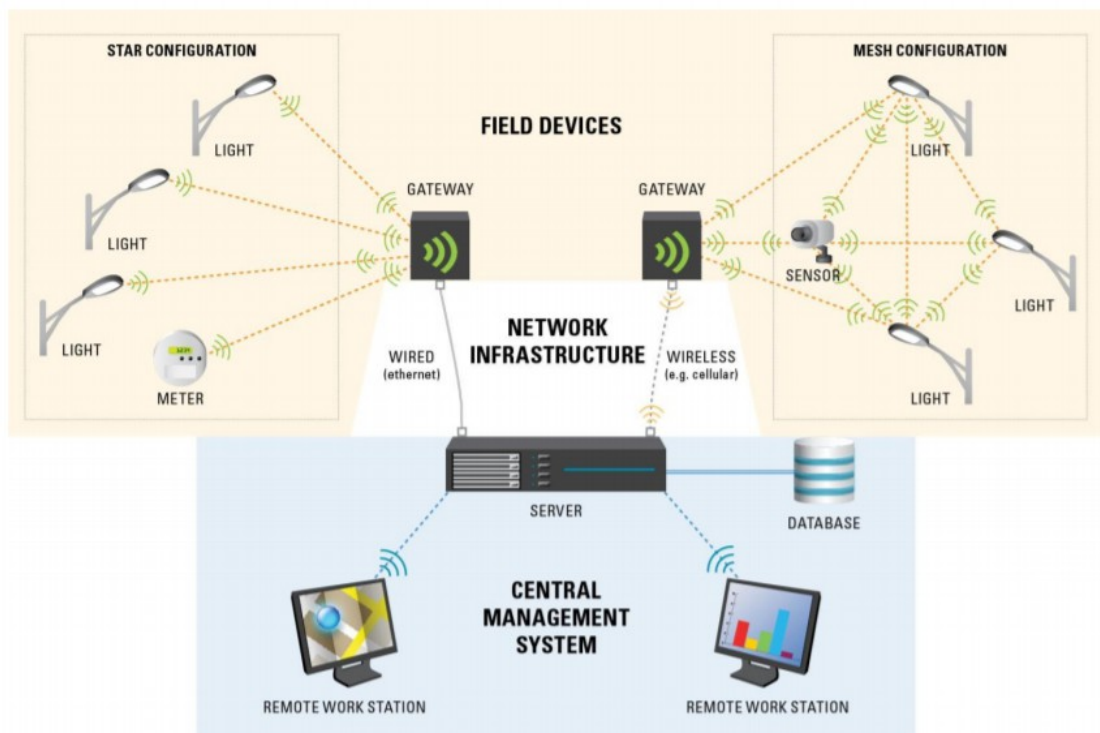 STAR CONFIGURATION
LIGHT
LIGHT
LIGHT
METER
FIELD DEVICES
GATEWAY
GATEWAY
MESH CONFIGURATION
LIGHT
SENSOR
LIGHT
LIGHT
NETWORK
INFRASTRUCTURE
WIRED
(ethernet)
WIRELESS
(e.g. cellular)
SERVER
DATABASE
CENTRAL
MANAGEMENT
SYSTEM
REMOTE WORK STATION
REMOTE WORK STATION